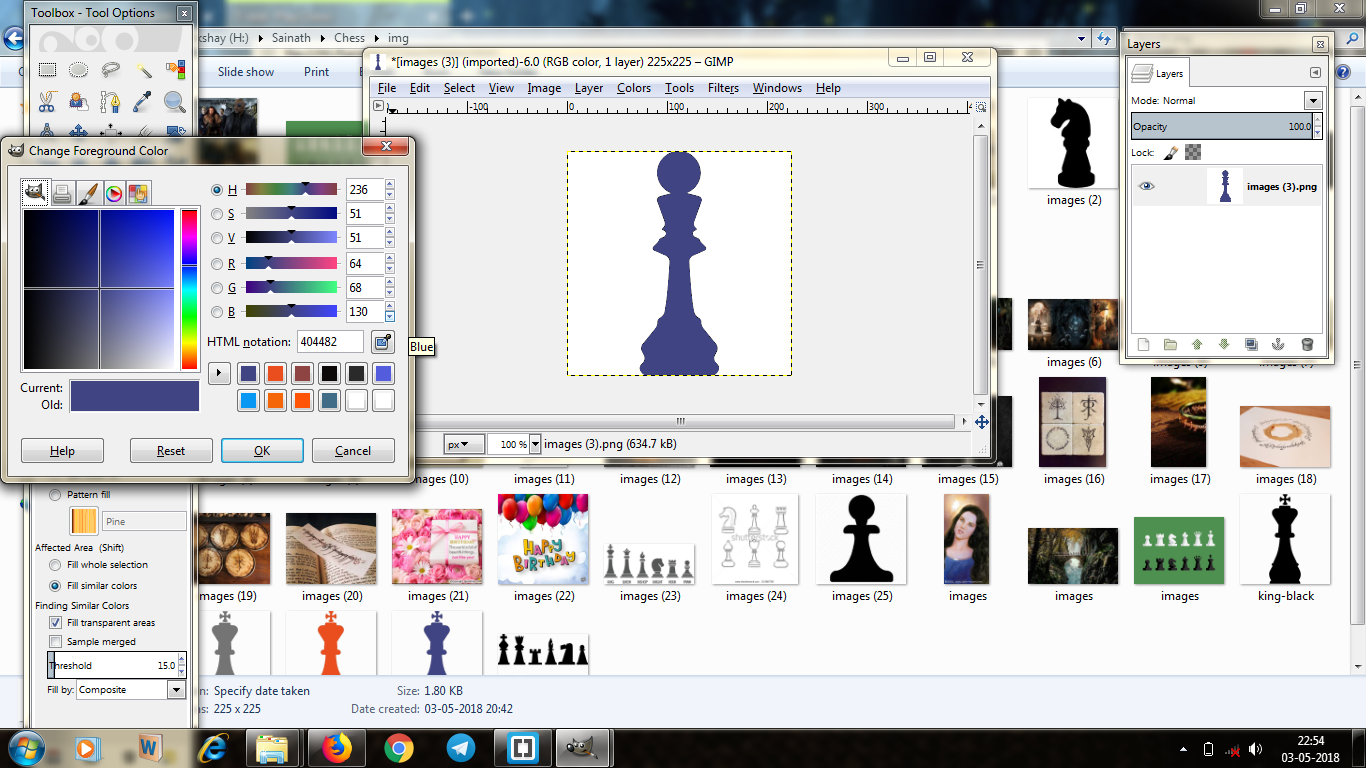 Toolbox - Tool Options
kshay (H:) Sainath Chess img
Slide show Print
*[images (3)] (imported)-6.0 (RGB color, 1 layer) 225x225 – GIMP
File Edit Select View Image Layer Colors Tools Filters Windows Help
-100 0 100 200 300
px 100 % images (3).png (634.7 kB)
Layers
Layers
Mode: Normal
Opacity 100.0
Lock:
images (3).png
Change Foreground Color
H 236
S 51
V 51
R 64
G 68
B 130
HTML notation: 404482
Blue
Current:
Old:
Help Reset OK Cancel
Pattern fill
Pine
Affected Area (Shift)
Fill whole selection
Fill similar colors
Finding Similar Colors
Fill transparent areas
Sample merged
Threshold 15.0
Fill by: Composite
images (2)
images (6)
images (10) images (11) images (12) images (13) images (14) images (15) images (16) images (17) images (18)
HAPPY
BIRTHDAY
shutterstock
images (19) images (20) images (21) images (22) images (23) images (24) images (25) images images images king-black
n: Specify date taken Size: 1.80 KB
ns: 225 x 225 Date created: 03-05-2018 20:42
22:54
03-05-2018